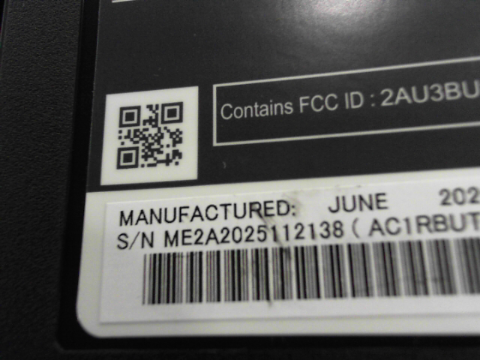 Contains FCC ID : 2AU3BU
MANUFACTURED: JUNE 202
S/N ME2A2025112138 ( AC1RBUT